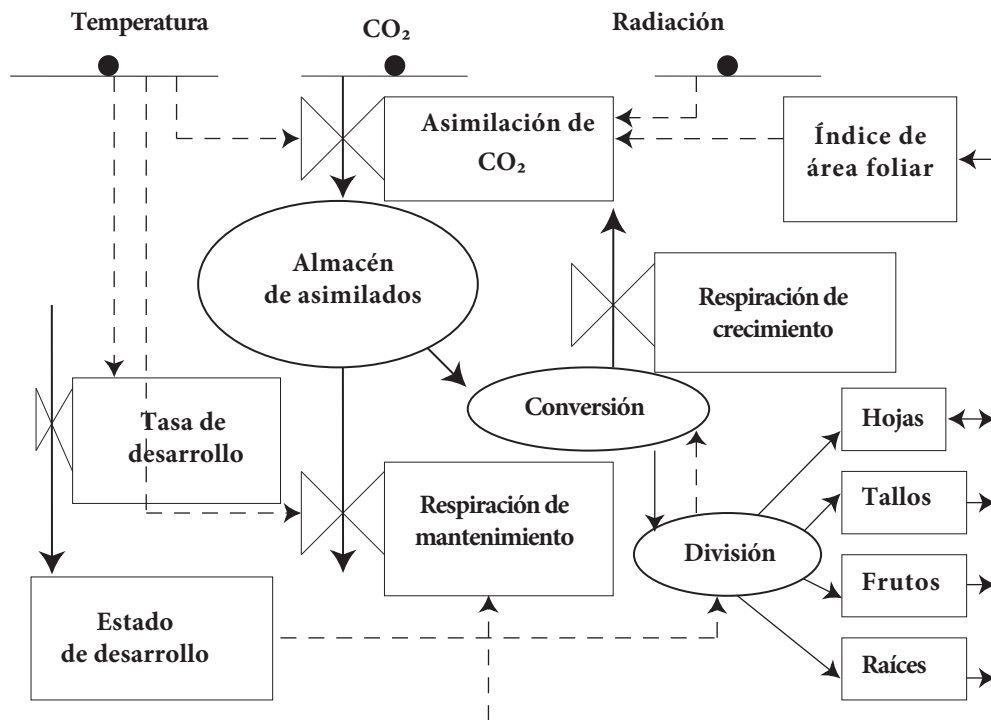 Temperatura
CO₂
Radiación
Asimilación de
CO₂
Índice de
área foliar
Almacén
de asimilados
Respiración de
crecimiento
Tasa de
desarrollo
Conversión
Hojas
Respiración de
mantenimiento
Tallos
División
Frutos
Estado
de desarrollo
Raíces